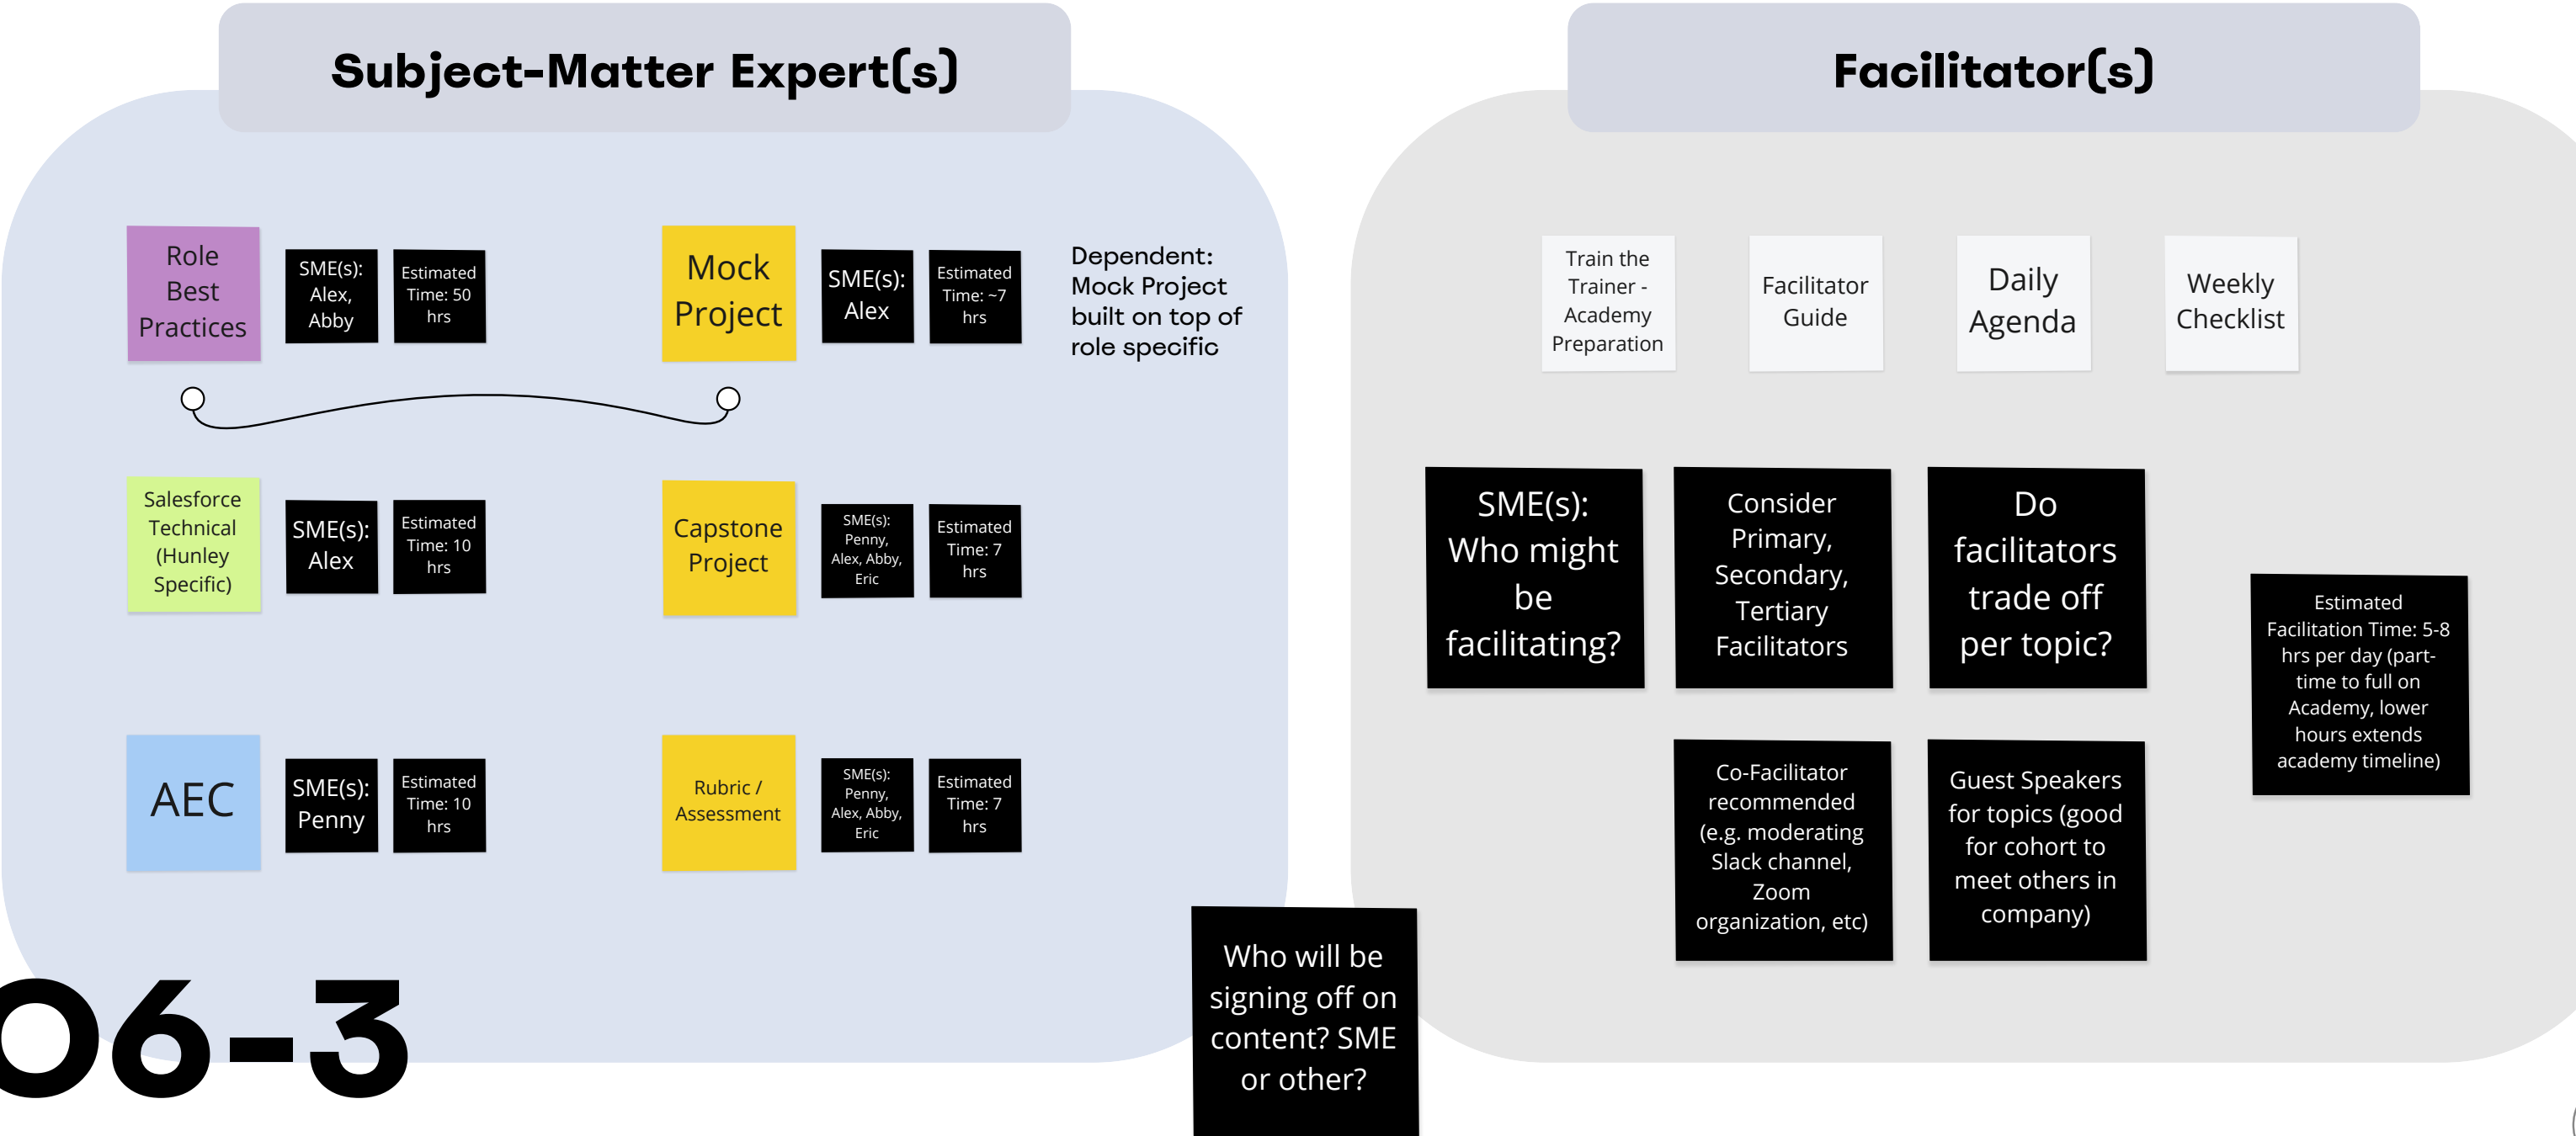 Subject-Matter Expert(s)
Role
Best
Practices
SME(s):
Alex,
Abby
Estimated
Time: 50
hrs
Mock
Project
SME(s):
Alex
Estimated
Time: ~7
hrs
Dependent:
Mock Project
built on top of
role specific
Salesforce
Technical
(Hunley
Specific)
SME(s):
Alex
Estimated
Time: 10
hrs
Capstone
Project
SME(s):
Penny,
Alex, Abby,
Eric
Estimated
Time: 7
hrs
AEC
SME(s):
Penny
Estimated
Time: 10
hrs
Rubric /
Assessment
SME(s):
Penny,
Alex, Abby,
Eric
Estimated
Time: 7
hrs
06-3
Who will be
signing off on
content? SME
or other?
Facilitator(s)
Train the
Trainer -
Academy
Preparation
Facilitator
Guide
Daily
Agenda
Weekly
Checklist
SME(s):
Who might
be
facilitating?
Consider
Primary,
Secondary,
Tertiary
Facilitators
Do
facilitators
trade off
per topic?
Estimated
Facilitation Time: 5-8
hrs per day (part-
time to full on
Academy, lower
hours extends
academy timeline)
Co-Facilitator
recommended
(e.g. moderating
Slack channel,
Zoom
organization, etc)
Guest Speakers
for topics (good
for cohort to
meet others in
company)